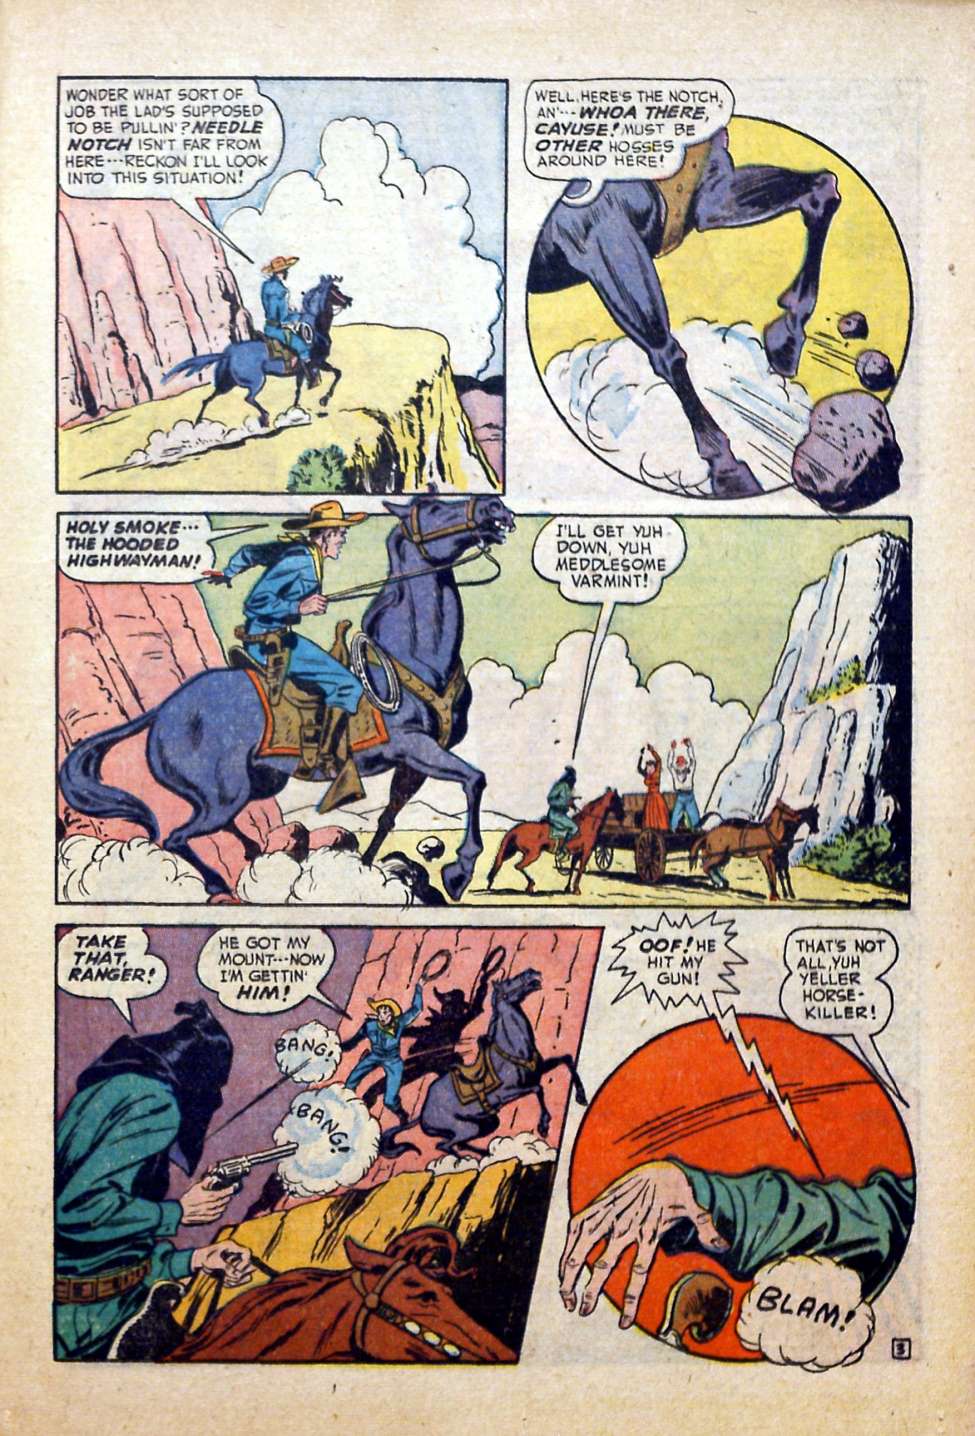 WONDER WHAT SORT OF
JOB THE LAD'S SUPPOSED
TO BE PULLIN'? NEEDLE
NOTCH ISN'T FAR FROM
HERE---RECKON I'LL LOOK
INTO THIS SITUATION!
WELL, HERE'S THE NOTCH,
AN'--- WHOA THERE,
CAYUSE! MUST BE
OTHER HOSSES
AROUND HERE!
HOLY SMOKE---
THE HOODED
HIGHWAYMAN!
I'LL GET YUH
DOWN, YUH
MEDDLESOME
VARMINT!
TAKE
THAT,
RANGER!
HE GOT MY
MOUNT---NOW
I'M GETTIN'
HIM!
BANG!
BANG!
OOF! HE
HIT MY
GUN!
THAT'S NOT
ALL, YUH
YELLER
HORSE-
KILLER!
BLAM!
3